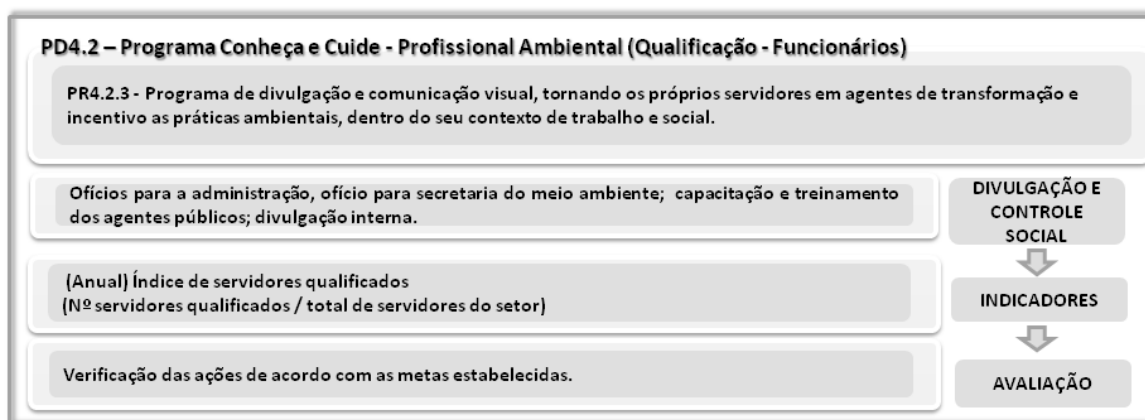 PD4.2 – Programa Conheça e Cuide - Profissional Ambiental (Qualificação - Funcionários)
PR4.2.3 - Programa de divulgação e comunicação visual, tornando os próprios servidores em agentes de transformação e
incentivo as práticas ambientais, dentro do seu contexto de trabalho e social.
Ofícios para a administração, ofício para secretaria do meio ambiente; capacitação e treinamento
dos agentes públicos; divulgação interna.
DIVULGAÇÃO E
CONTROLE
SOCIAL
(Anual) Índice de servidores qualificados
(Nº servidores qualificados / total de servidores do setor)
INDICADORES
Verificação das ações de acordo com as metas estabelecidas.
AVALIAÇÃO